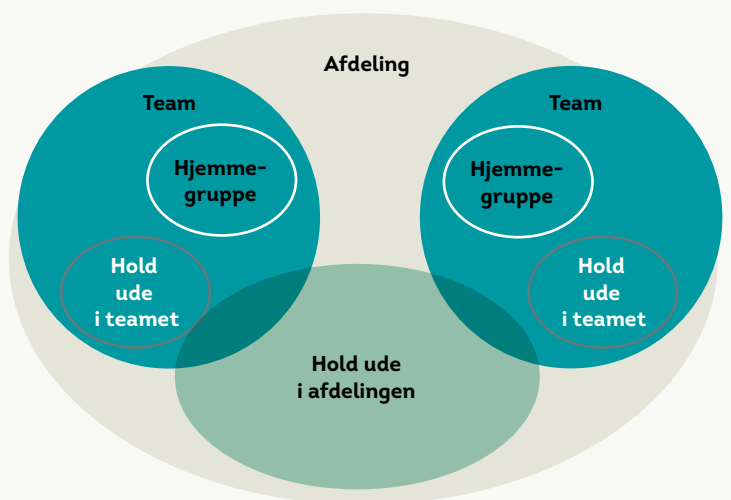 Afdeling
Team
Hjemme-
gruppe
Hold
ude
i teamet
Team
Hjemme-
gruppe
Hold
ude
i teamet
Hold ude
i afdelingen